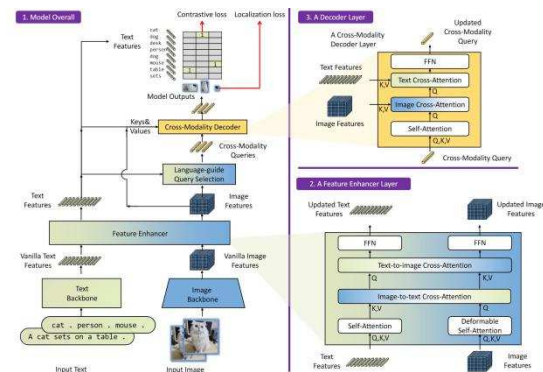 1. Model Overall
Contrastive loss
Localization loss
Text
Features
cat
dog
desk
person
dog
mouse
table
sets
1
1
1
Model Outputs
Keys&
Values
Cross-Modality Decoder
Cross-Modality
Queries
Language-guide
Query Selection
Text
Features
Image
Features
Feature Enhancer
Vanilla Text
Features
Vanilla Image
Features
Text
Backbone
Image
Backbone
cat . person . mouse .
A cat sets on a table .
Input Text
Input Image
3. A Decoder Layer
Updated
Cross-Modality
Query
A Cross-Modality
Decoder Layer
FFN
Text Features
Text Cross-Attention
K,V
Q
Image Cross-Attention
K,V
Q
Image Features
Self-Attention
Q,K,V
Cross-Modality Query
2. A Feature Enhancer Layer
Updated Text
Features
Updated Image
Features
FFN
FFN
Text-to-image Cross-Attention
Q
K,V
Image-to-text Cross-Attention
K,V
Q
Self-Attention
Deformable
Self-Attention
Q,K,V
Q,K,V
Text
Features
Image
Features